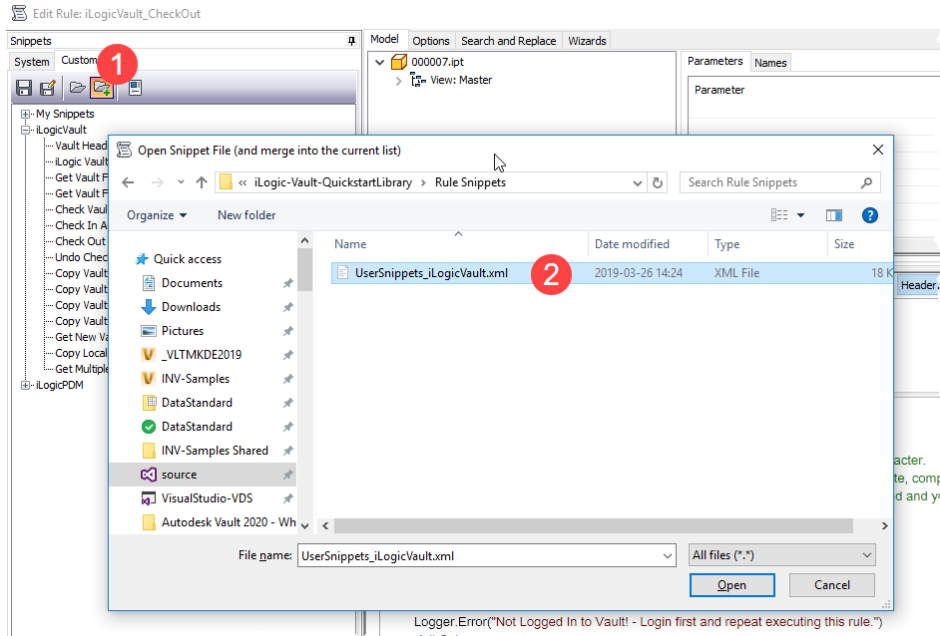 Edit Rule: iLogicVault_CheckOut
Snippets
System Custom
1
My Snippets
iLogicVault
Vault Head
iLogic Vault
Get Vault F
Get Vault F
Check Vaul
Check In A
Check Out
Undo Chec
Copy Vault
Copy Vault
Copy Vault
Copy Vault
Get New Va
Copy Local
Get Multiple
iLogicPDM
Model Options Search and Replace Wizards
000007.ipt
View: Master
Parameters Names
Parameter
Open Snippet File (and merge into the current list)
« iLogic-Vault-QuickstartLibrary › Rule Snippets
Search Rule Snippets
Organize New folder
Quick access
Documents
Downloads
Pictures
_VLTMKDE2019
INV-Samples
DataStandard
DataStandard
INV-Samples Shared
source
VisualStudio-VDS
Autodesk Vault 2020 - Wh
Name Date modified Type Size
UserSnippets_iLogicVault.xml 2 2019-03-26 14:24 XML File 18 K
File name: UserSnippets_iLogicVault.xml All files (*.*)
Open Cancel
Header.
acter.
te, comp
d and y
Logger.Error("Not Logged In to Vault! - Login first and repeat executing this rule.")